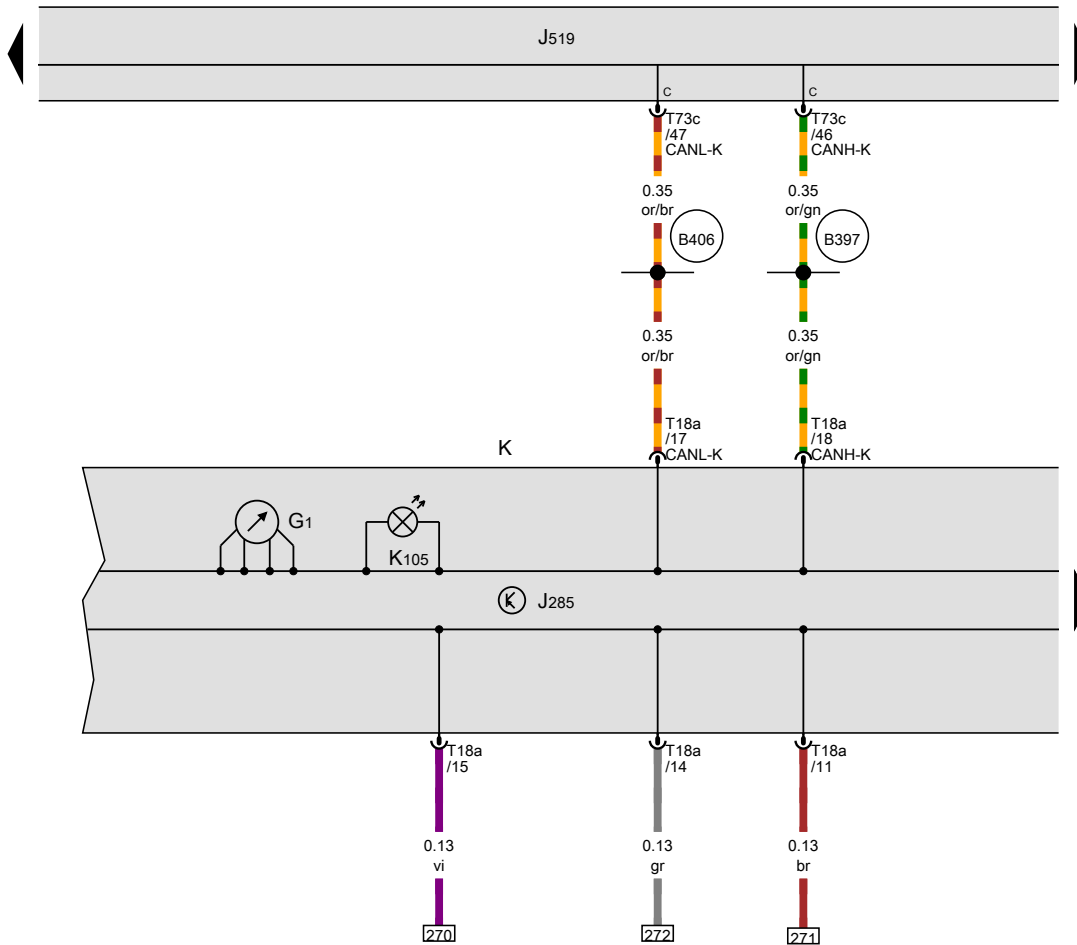 J519
c
c
T73c
/47
CANL-K
T73c
/46
CANH-K
0.35
or/br
0.35
or/gn
B406
B397
0.35
or/br
0.35
or/gn
T18a
/17
CANL-K
T18a
/18
CANH-K
K
G1
K105
J285
T18a
/15
T18a
/14
T18a
/11
0.13
vi
0.13
gr
0.13
br
270
272
271